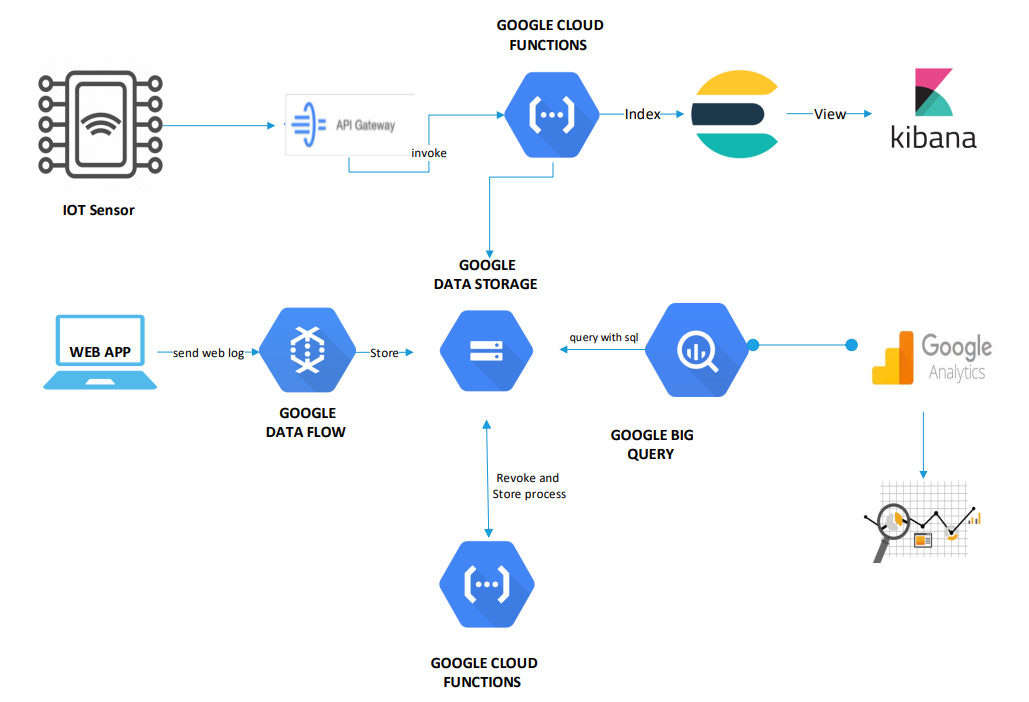 GOOGLE CLOUD
FUNCTIONS
API Gateway
invoke
Index
View
kibana
IOT Sensor
GOOGLE
DATA STORAGE
WEB APP
send web log
Store
query with sql
Google
Analytics
GOOGLE
DATA FLOW
GOOGLE BIG
QUERY
Revoke and
Store process
GOOGLE CLOUD
FUNCTIONS